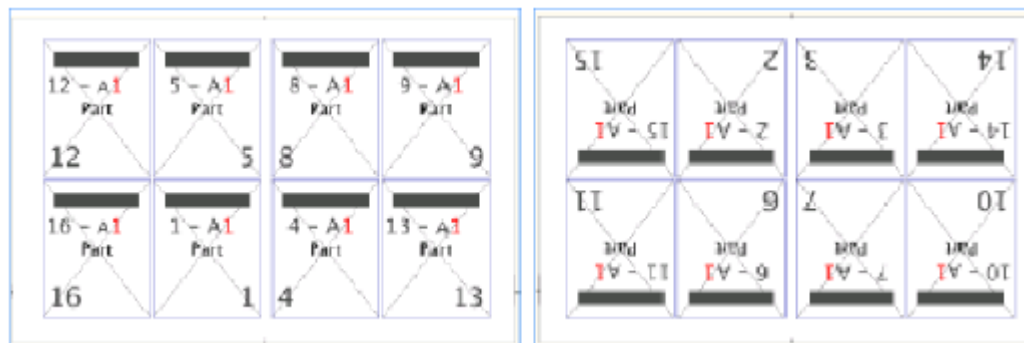 12 – A1 5 – A1 8 – A1 9 – A1
Part Part Part Part
12 5 8 9
16 – A1 1 – A1 4 – A1 13 – A1
Part Part Part Part
16 1 4 13
15 2 3 14
Part Part Part Part
15 – A1 2 – A1 3 – A1 14 – A1
11 6 7 10
Part Part Part Part
11 – A1 6 – A1 7 – A1 10 – A1